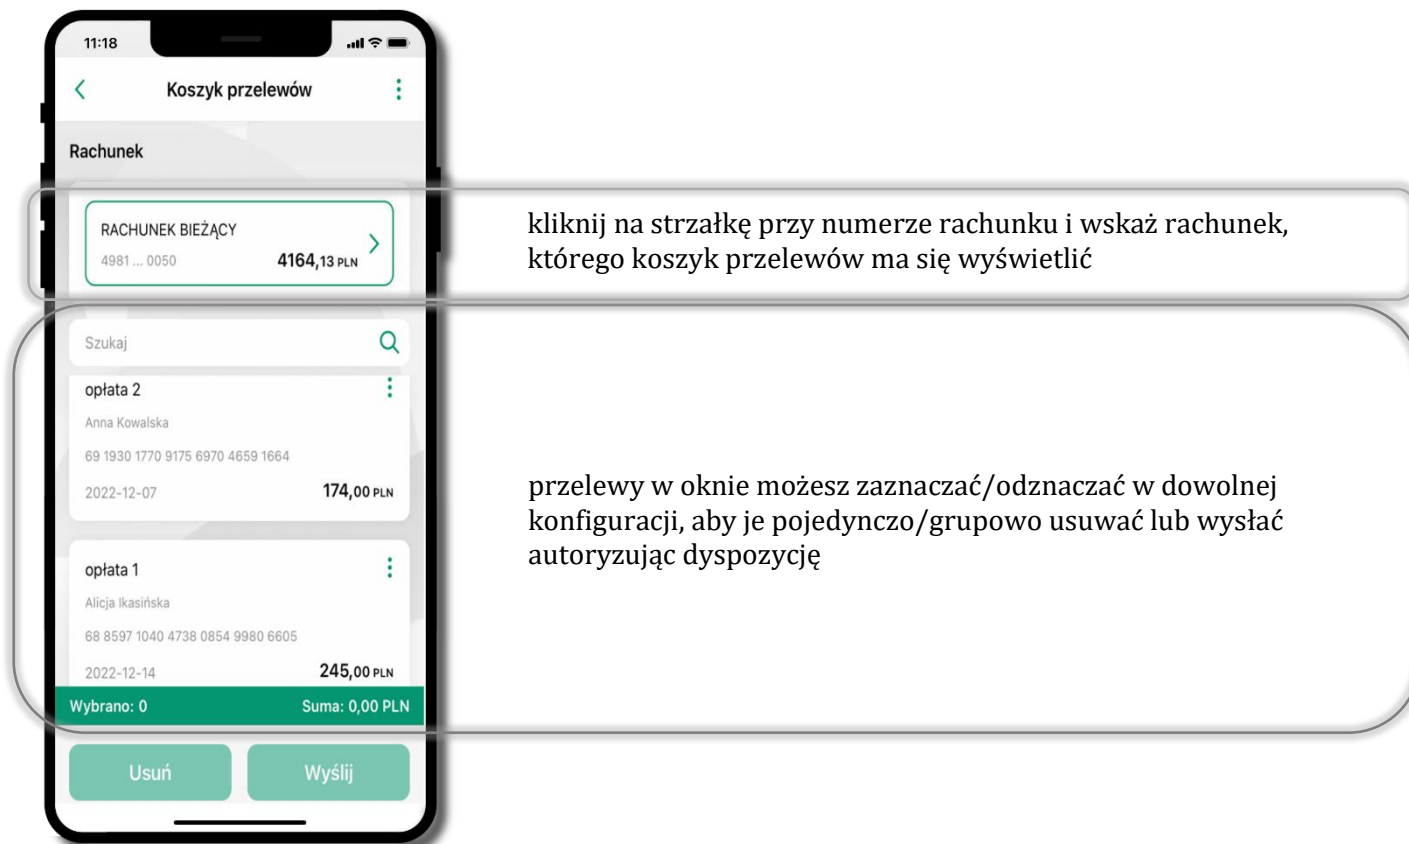 11:18
Koszyk przelewów
Rachunek
RACHUNEK BIEŻĄCY
4981 ... 0050
4164,13 PLN
kliknij na strzałkę przy numerze rachunku i wskaż rachunek,
którego koszyk przelewów ma się wyświetlić
Szukaj
opłata 2
Anna Kowalska
69 1930 1770 9175 6970 4659 1664
2022-12-07
174,00 PLN
przelewy w oknie możesz zaznaczać/odznaczać w dowolnej
konfiguracji, aby je pojedynczo/grupowo usuwać lub wysłać
autoryzując dyspozycję
opłata 1
Alicja Ikasińska
68 8597 1040 4738 0854 9980 6605
2022-12-14
245,00 PLN
Wybrano: 0
Suma: 0,00 PLN
Usuń
Wyślij